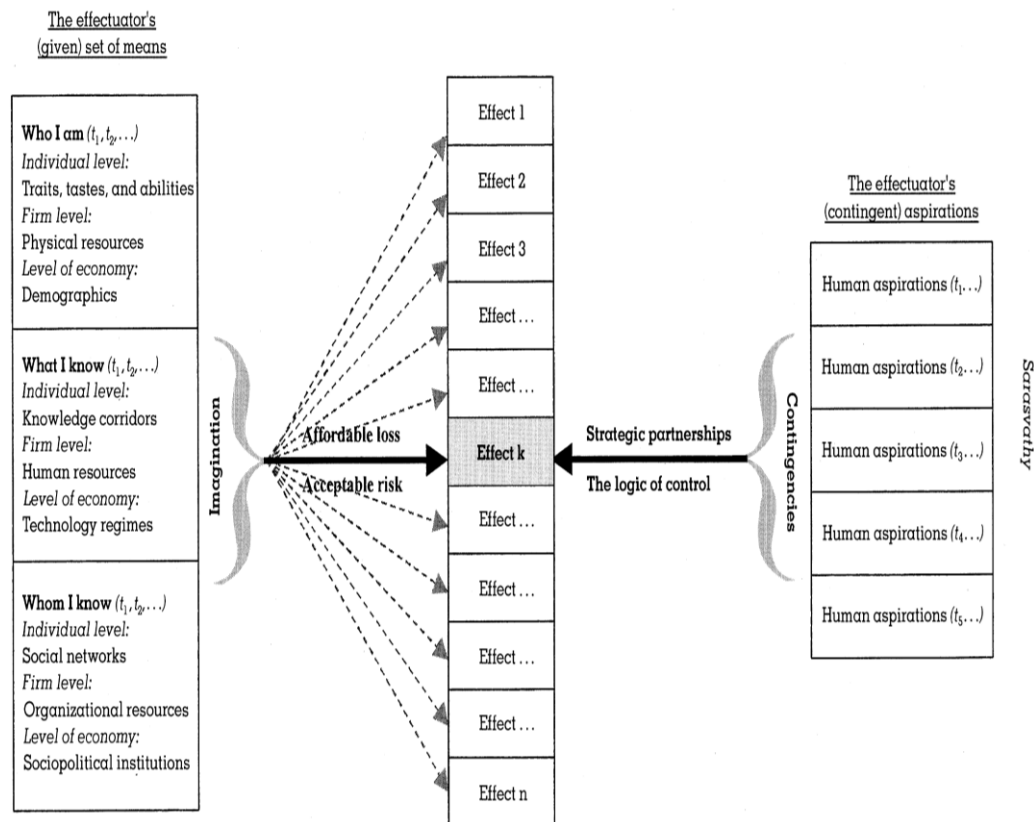 The effectuator's
(given) set of means
Who I am (t1, t2,...)
Individual level:
Traits, tastes, and abilities
Firm level:
Physical resources
Level of economy:
Demographics
What I know (t1, t2,...)
Individual level:
Knowledge corridors
Firm level:
Human resources
Level of economy:
Technology regimes
Whom I know (t1, t2,...)
Individual level:
Social networks
Firm level:
Organizational resources
Level of economy:
Sociopolitical institutions
Imagination
Affordable loss
Acceptable risk
Effect 1
Effect 2
Effect 3
Effect ...
Effect ...
Effect k
Effect ...
Effect ...
Effect ...
Effect ...
Effect n
Strategic partnerships
The logic of control
Contingencies
The effectuator's
(contingent) aspirations
Human aspirations (t1...)
Human aspirations (t2...)
Human aspirations (t3...)
Human aspirations (t4...)
Human aspirations (t5...)
Sarasvathy